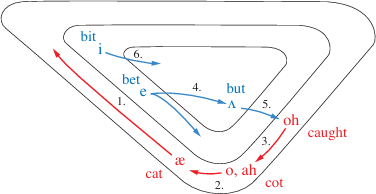 bit
i
6.
bet
e
4.
but
ʌ
5.
1.
oh
3.
caught
æ
cat
o, ah
2.
cot